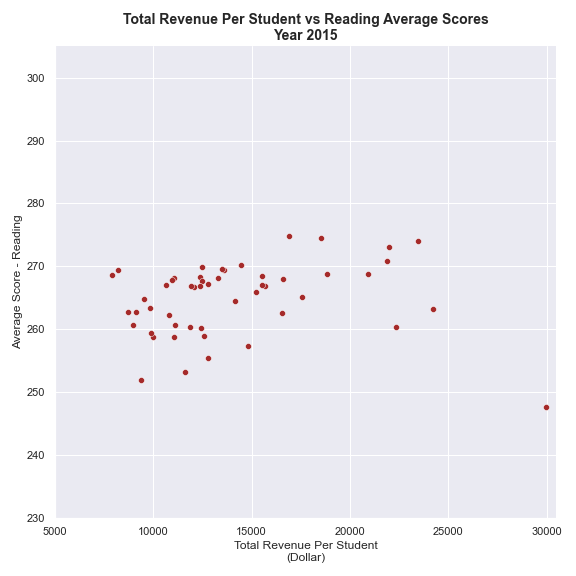 Total Revenue Per Student vs Reading Average Scores
Year 2015
300
290
280
270
260
250
240
230
Average Score - Reading
5000 10000 15000 20000 25000 30000
Total Revenue Per Student
(Dollar)